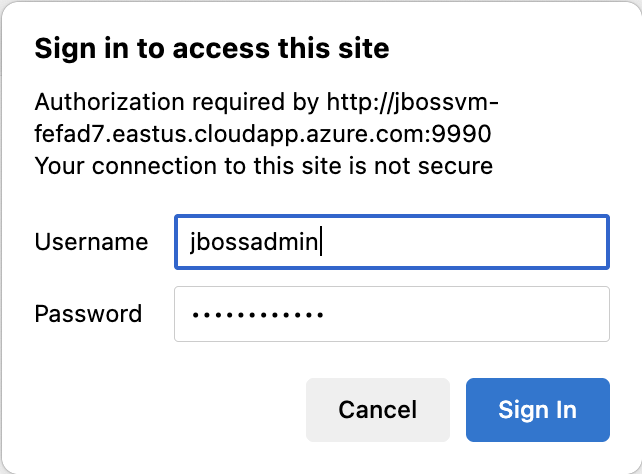 Sign in to access this site
Authorization required by http://jbossvm-
fefad7.eastus.cloudapp.azure.com:9990
Your connection to this site is not secure
Username jbossadmin
Password ••••••••••••
Cancel Sign In